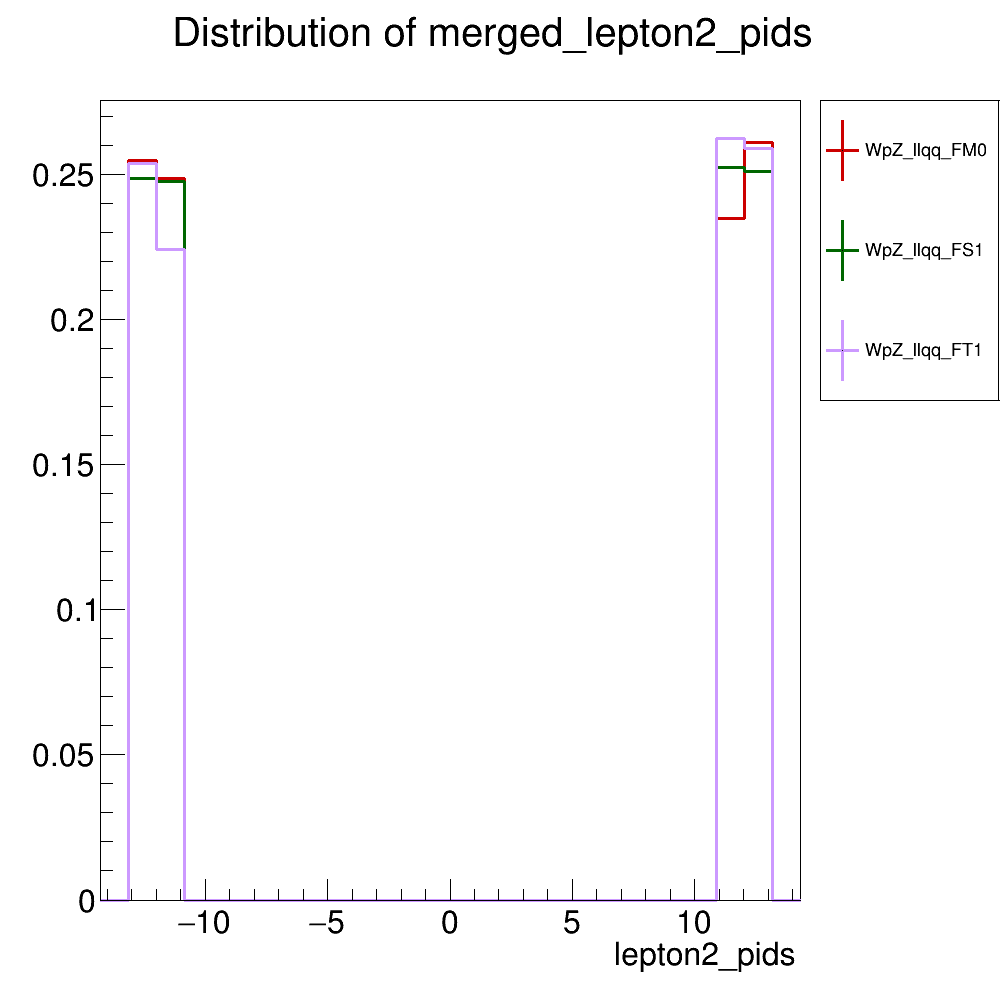 Distribution of merged_lepton2_pids
WpZ_llqq_FM0
WpZ_llqq_FS1
WpZ_llqq_FT1
0.25
0.2
0.15
0.1
0.05
0
−10 −5 0 5 10
lepton2_pids